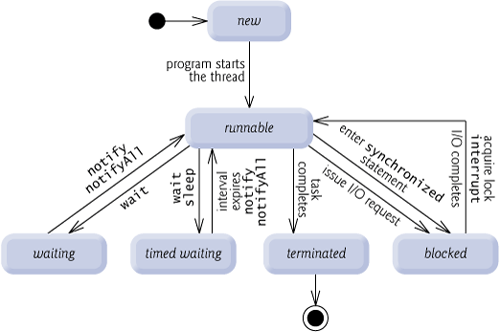 new
program starts
the thread
runnable
notify
notifyAll
wait
wait
sleep
interval
expires
notify
notifyAll
task
completes
enter synchronized
statement
issue I/O request
acquire lock
interrupt
I/O completes
waiting
timed waiting
terminated
blocked